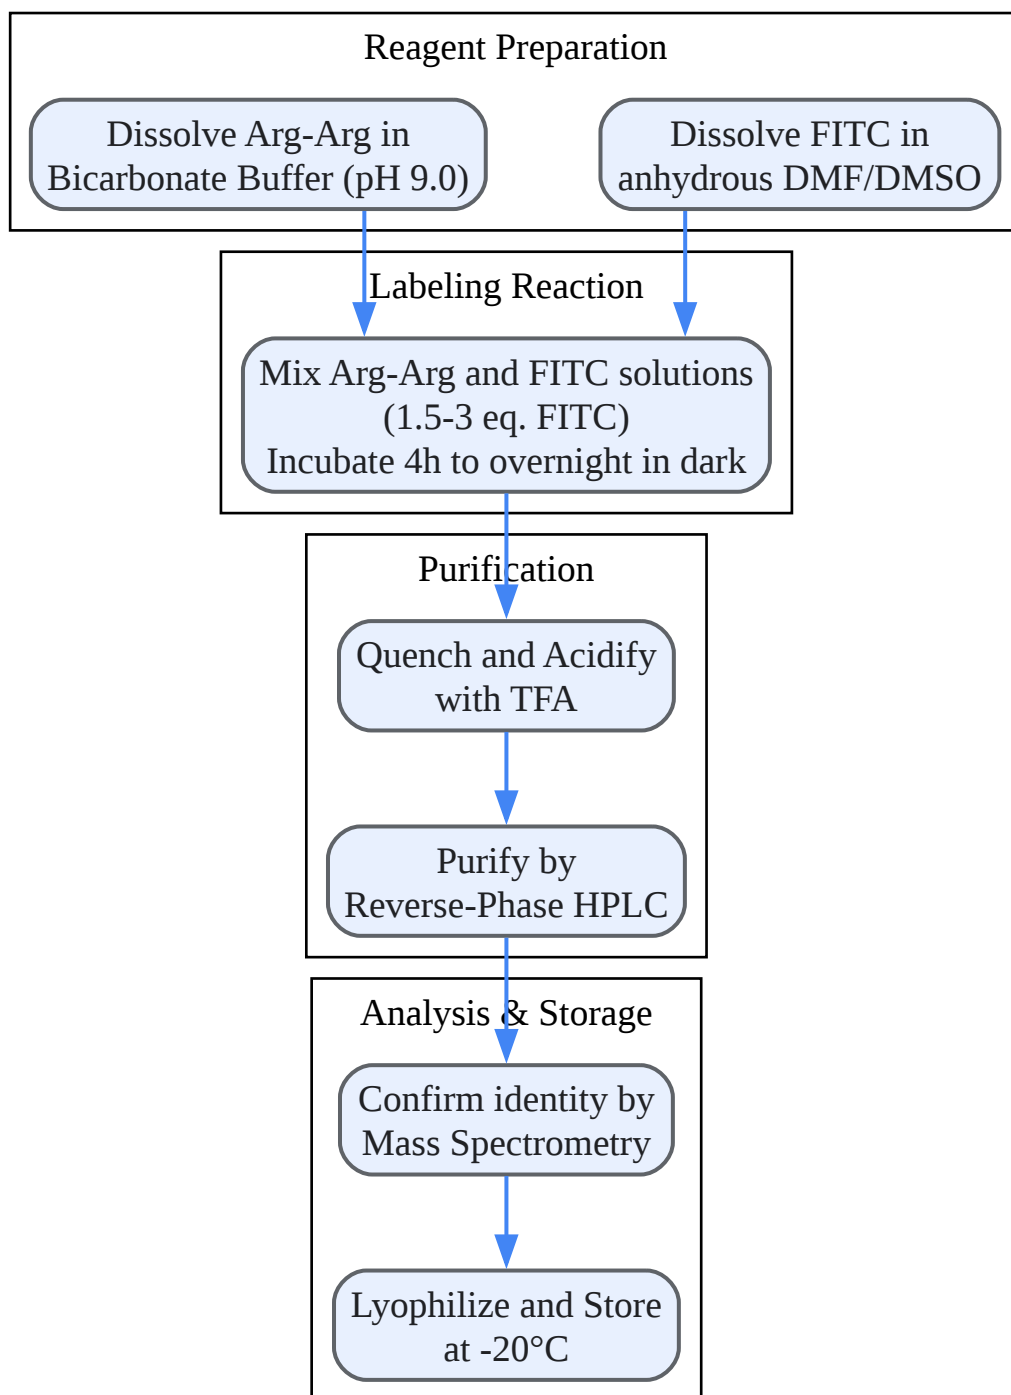 Reagent Preparation
Dissolve Arg-Arg in
Bicarbonate Buffer (pH 9.0)
Dissolve FITC in
anhydrous DMF/DMSO
Labeling Reaction
Mix Arg-Arg and FITC solutions
(1.5-3 eq. FITC)
Incubate 4h to overnight in dark
Purification
Quench and Acidify
with TFA
Purify by
Reverse-Phase HPLC
Analysis & Storage
Confirm identity by
Mass Spectrometry
Lyophilize and Store
at -20°C